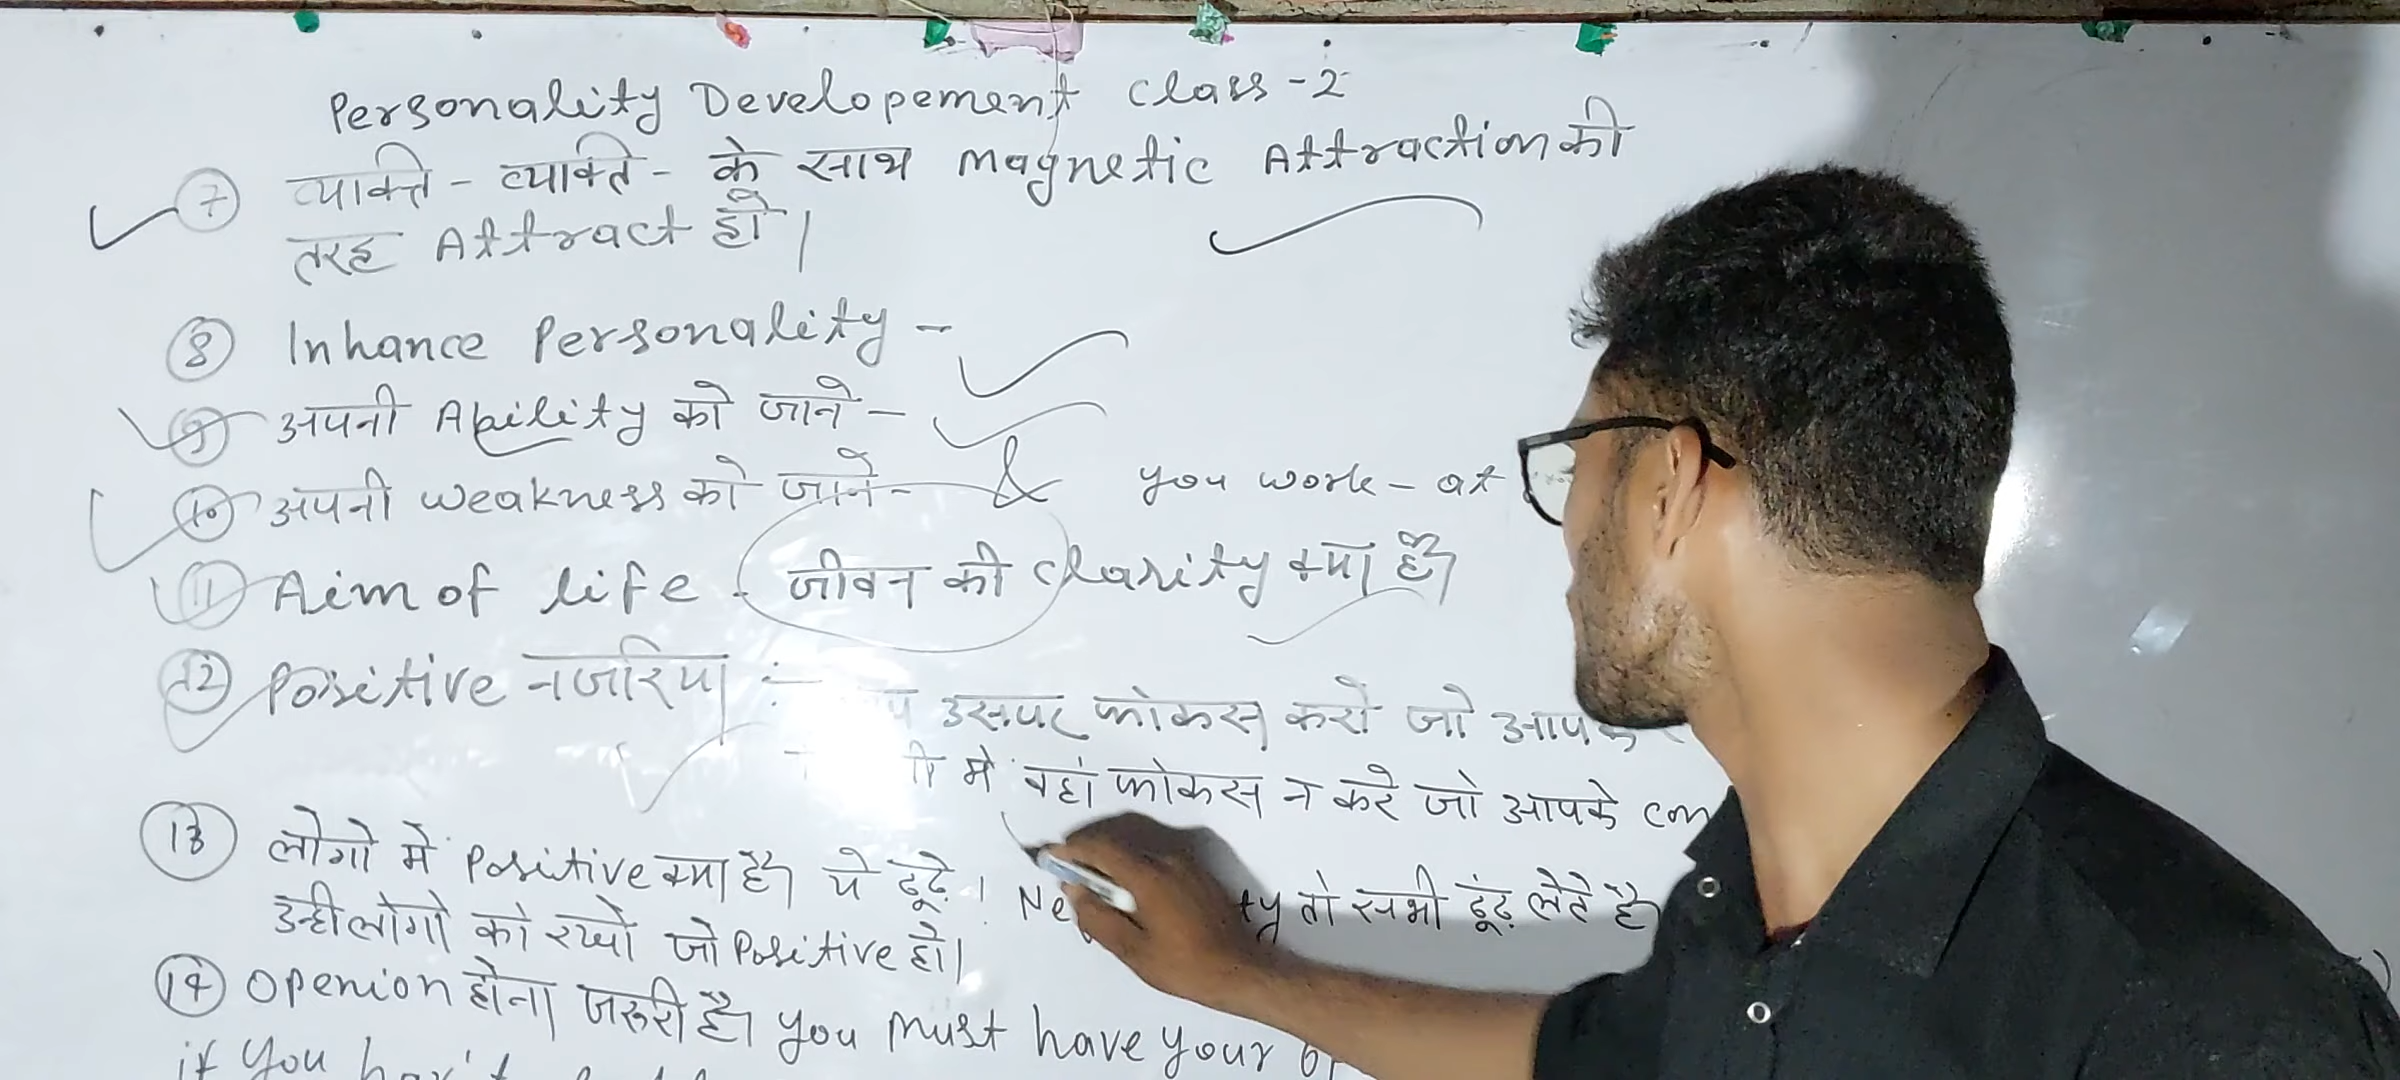 Personality Developement class-2
7 व्यक्ति - व्यक्ति - के साथ magnetic Attraction की
तरह Attract हो।
8 Inhance Personality -
9 अपनी Ability को जाने -
10 अपनी weakness को जाने - & you work - at
11 Aim of life - जीवन की clarity क्या है
12 Positive नजरिया :-
उसपर फोकस करो जो आपके
मे वहां फोकस न करे जो आपके con
13 लोगो मे Positive क्या है ये ढूढे। Ne ty तो सभी ढूंढ़ लेते है
उन्ही लोगो को रखो जो Positive हो।
14 Openion होना जरूरी है you must have your
if you hav't